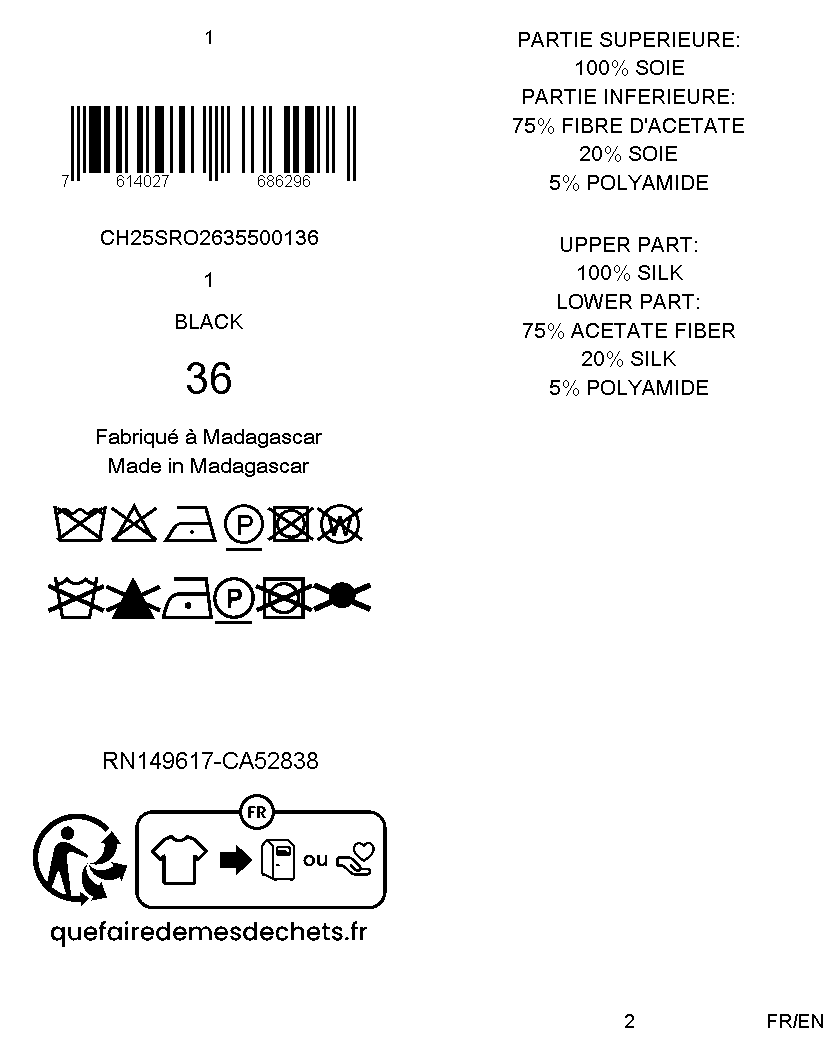 1
7 614027 686296
CH25SRO2635500136
1
BLACK
36
Fabriqué à Madagascar
Made in Madagascar
P W
P
RN149617-CA52838
FR
ou
quefairedemesdechets.fr
PARTIE SUPERIEURE:
100% SOIE
PARTIE INFERIEURE:
75% FIBRE D'ACETATE
20% SOIE
5% POLYAMIDE
UPPER PART:
100% SILK
LOWER PART:
75% ACETATE FIBER
20% SILK
5% POLYAMIDE
2
FR/EN